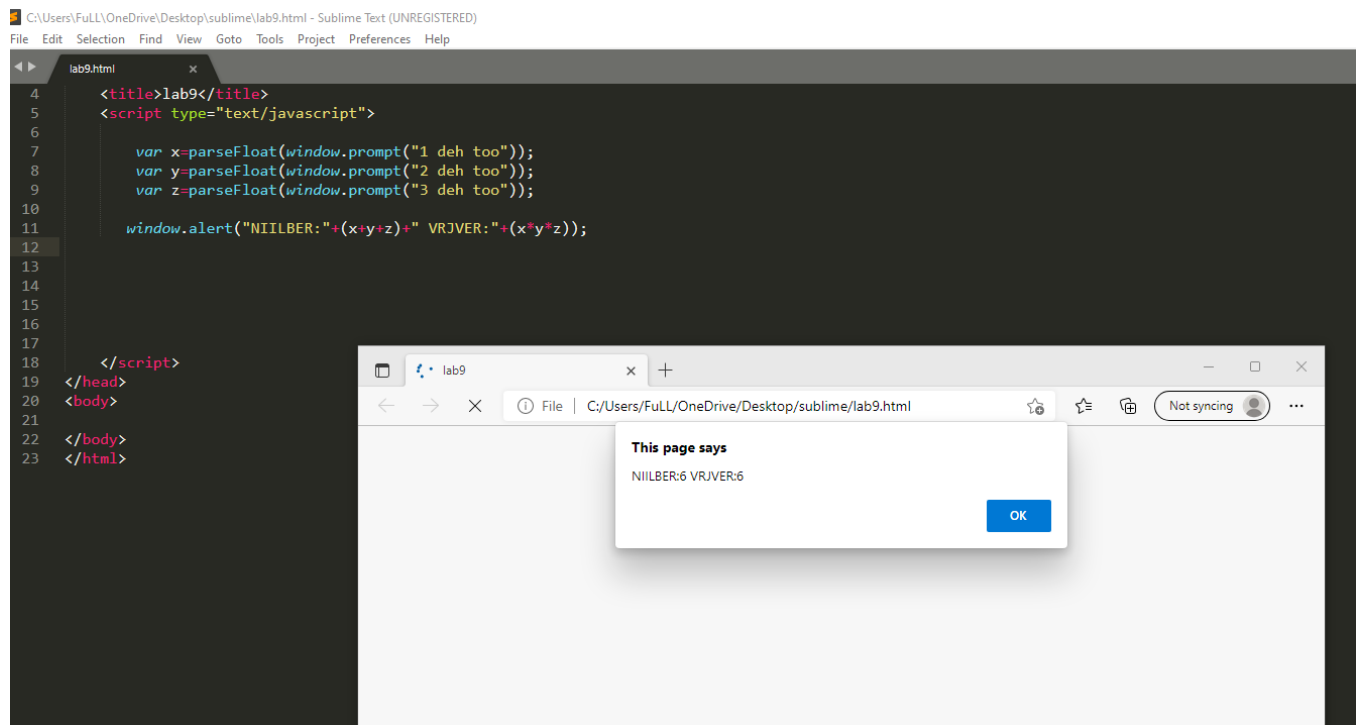 C:\Users\FuLL\OneDrive\Desktop\sublime\lab9.html - Sublime Text (UNREGISTERED)
File Edit Selection Find View Goto Tools Project Preferences Help
lab9.html
4 <title>lab9</title>
5 <script type="text/javascript">
6
7 var x=parseFloat(window.prompt("1 deh too"));
8 var y=parseFloat(window.prompt("2 deh too"));
9 var z=parseFloat(window.prompt("3 deh too"));
10
11 window.alert("NIILBER:"+(x+y+z)+" VRJVER:"+(x*y*z));
12
13
14
15
16
17
18 </script>
19 </head>
20 <body>
21
22 </body>
23 </html>
lab9
File C:/Users/FuLL/OneDrive/Desktop/sublime/lab9.html Not syncing
This page says
NIILBER:6 VRJVER:6
OK